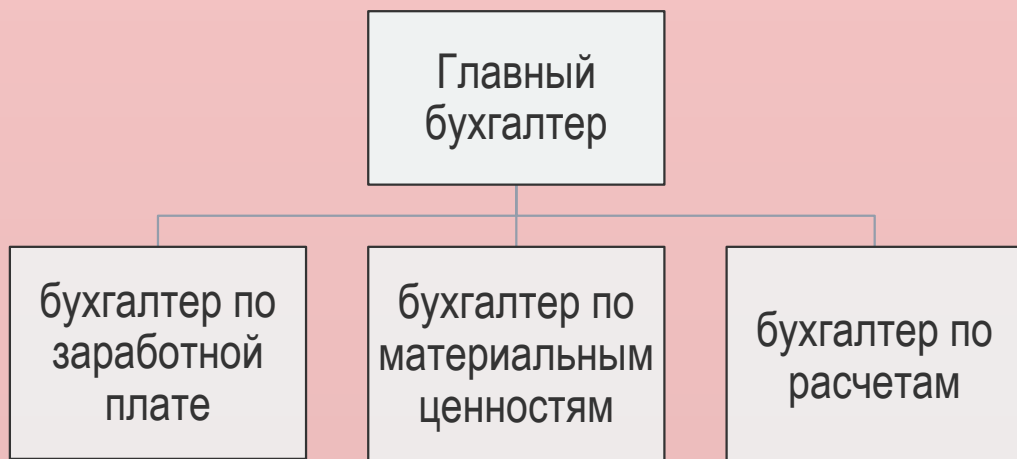 Главный
бухгалтер
бухгалтер по
заработной
плате
бухгалтер по
материальным
ценностям
бухгалтер по
расчетам